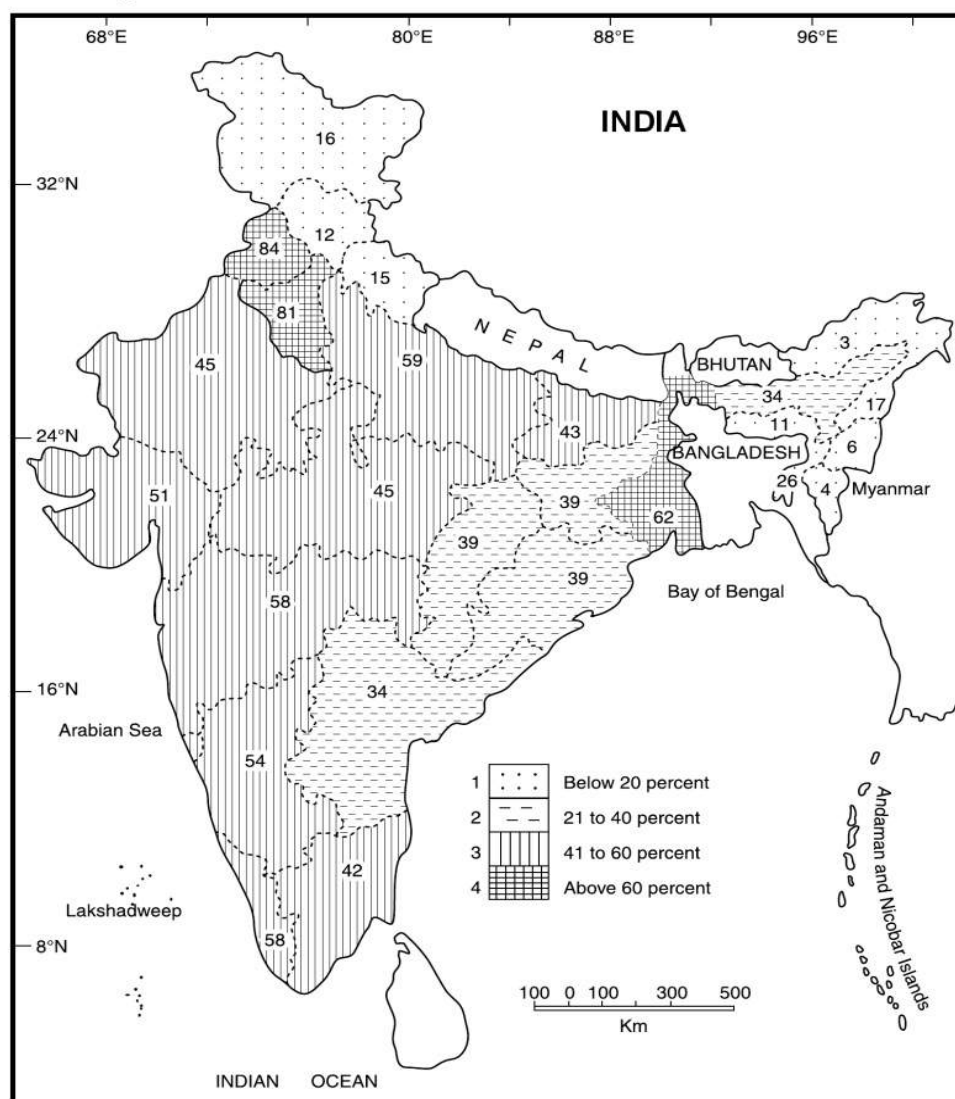 68°E 80°E 88°E 96°E
INDIA
16
32°N
12
84
15
81
NEPAL
BHUTAN
3
45
59
34
17
24°N
43
11
6
BANGLADESH
51
45
26
4
Myanmar
39
62
39
39
Bay of Bengal
58
16°N
34
Arabian Sea
54
1 Below 20 percent
2 21 to 40 percent
3 41 to 60 percent
4 Above 60 percent
42
Lakshadweep
58
8°N
Andaman and Nicobar Islands
100 0 100 300 500
Km
INDIAN OCEAN